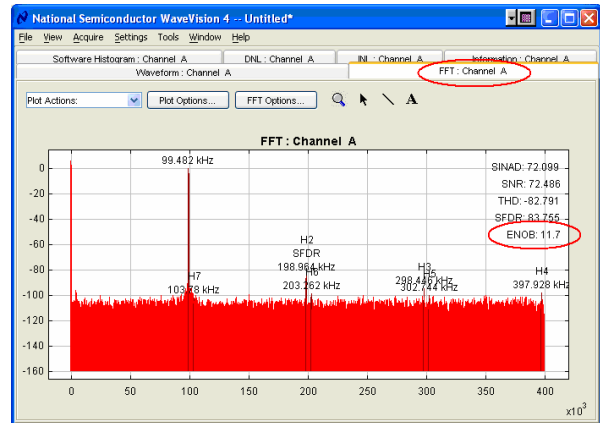 National Semiconductor WaveVision 4 -- Untitled*
File View Acquire Settings Tools Window Help
Software Histogram : Channel A DNL : Channel A INL : Channel A Information : Channel A
Waveform : Channel A FFT : Channel A
Plot Actions: Plot Options... FFT Options... A
FFT : Channel A
99.482 kHz
SINAD: 72.099
SNR: 72.486
THD: -82.791
SFDR: 83.755
ENOB: 11.7
H2
SFDR
198.964 kHz
H6
203.262 kHz
H7
103.78 kHz
H3
298.446 kHz
H5
302.744 kHz
H4
397.928 kHz
0
-20
-40
-60
-80
-100
-120
-140
-160
0 50 100 150 200 250 300 350 400
x10³